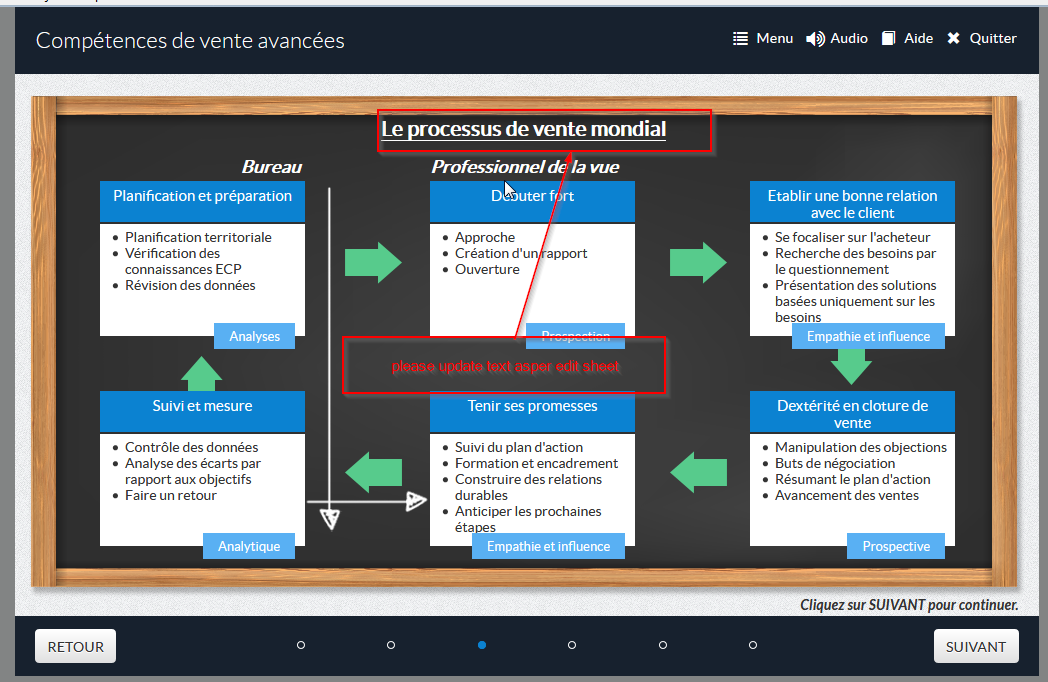 Compétences de vente avancées
Menu
Audio
Aide
Quitter
Le processus de vente mondial
Bureau
Professionnel de la vue
Planification et préparation
Planification territoriale
Vérification des
connaissances ECP
Révision des données
Analyses
Débuter fort
Approche
Création d'un rapport
Ouverture
Prospection
Etablir une bonne relation
avec le client
Se focaliser sur l'acheteur
Recherche des besoins par
le questionnement
Présentation des solutions
basées uniquement sur les
besoins
Empathie et influence
please update text asper edit sheet
Suivi et mesure
Contrôle des données
Analyse des écarts par
rapport aux objectifs
Faire un retour
Analytique
Tenir ses promesses
Suivi du plan d'action
Formation et encadrement
Construire des relations
durables
Anticiper les prochaines
étapes
Empathie et influence
Dextérité en cloture de
vente
Manipulation des objections
Buts de négociation
Résumant le plan d'action
Avancement des ventes
Prospective
Cliquez sur SUIVANT pour continuer.
RETOUR
SUIVANT